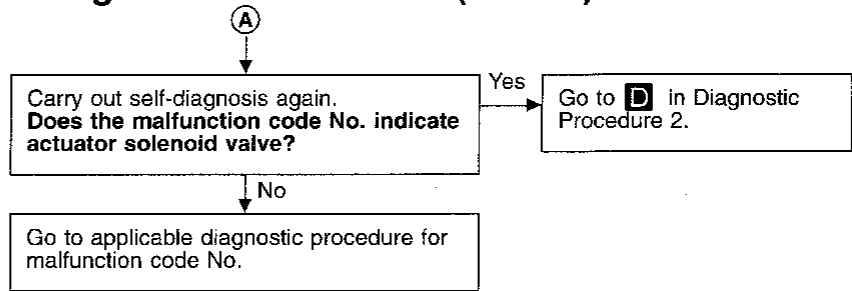 A
Carry out self-diagnosis again.
Does the malfunction code No. indicate
actuator solenoid valve?
Yes
Go to D in Diagnostic
Procedure 2.
No
Go to applicable diagnostic procedure for
malfunction code No.